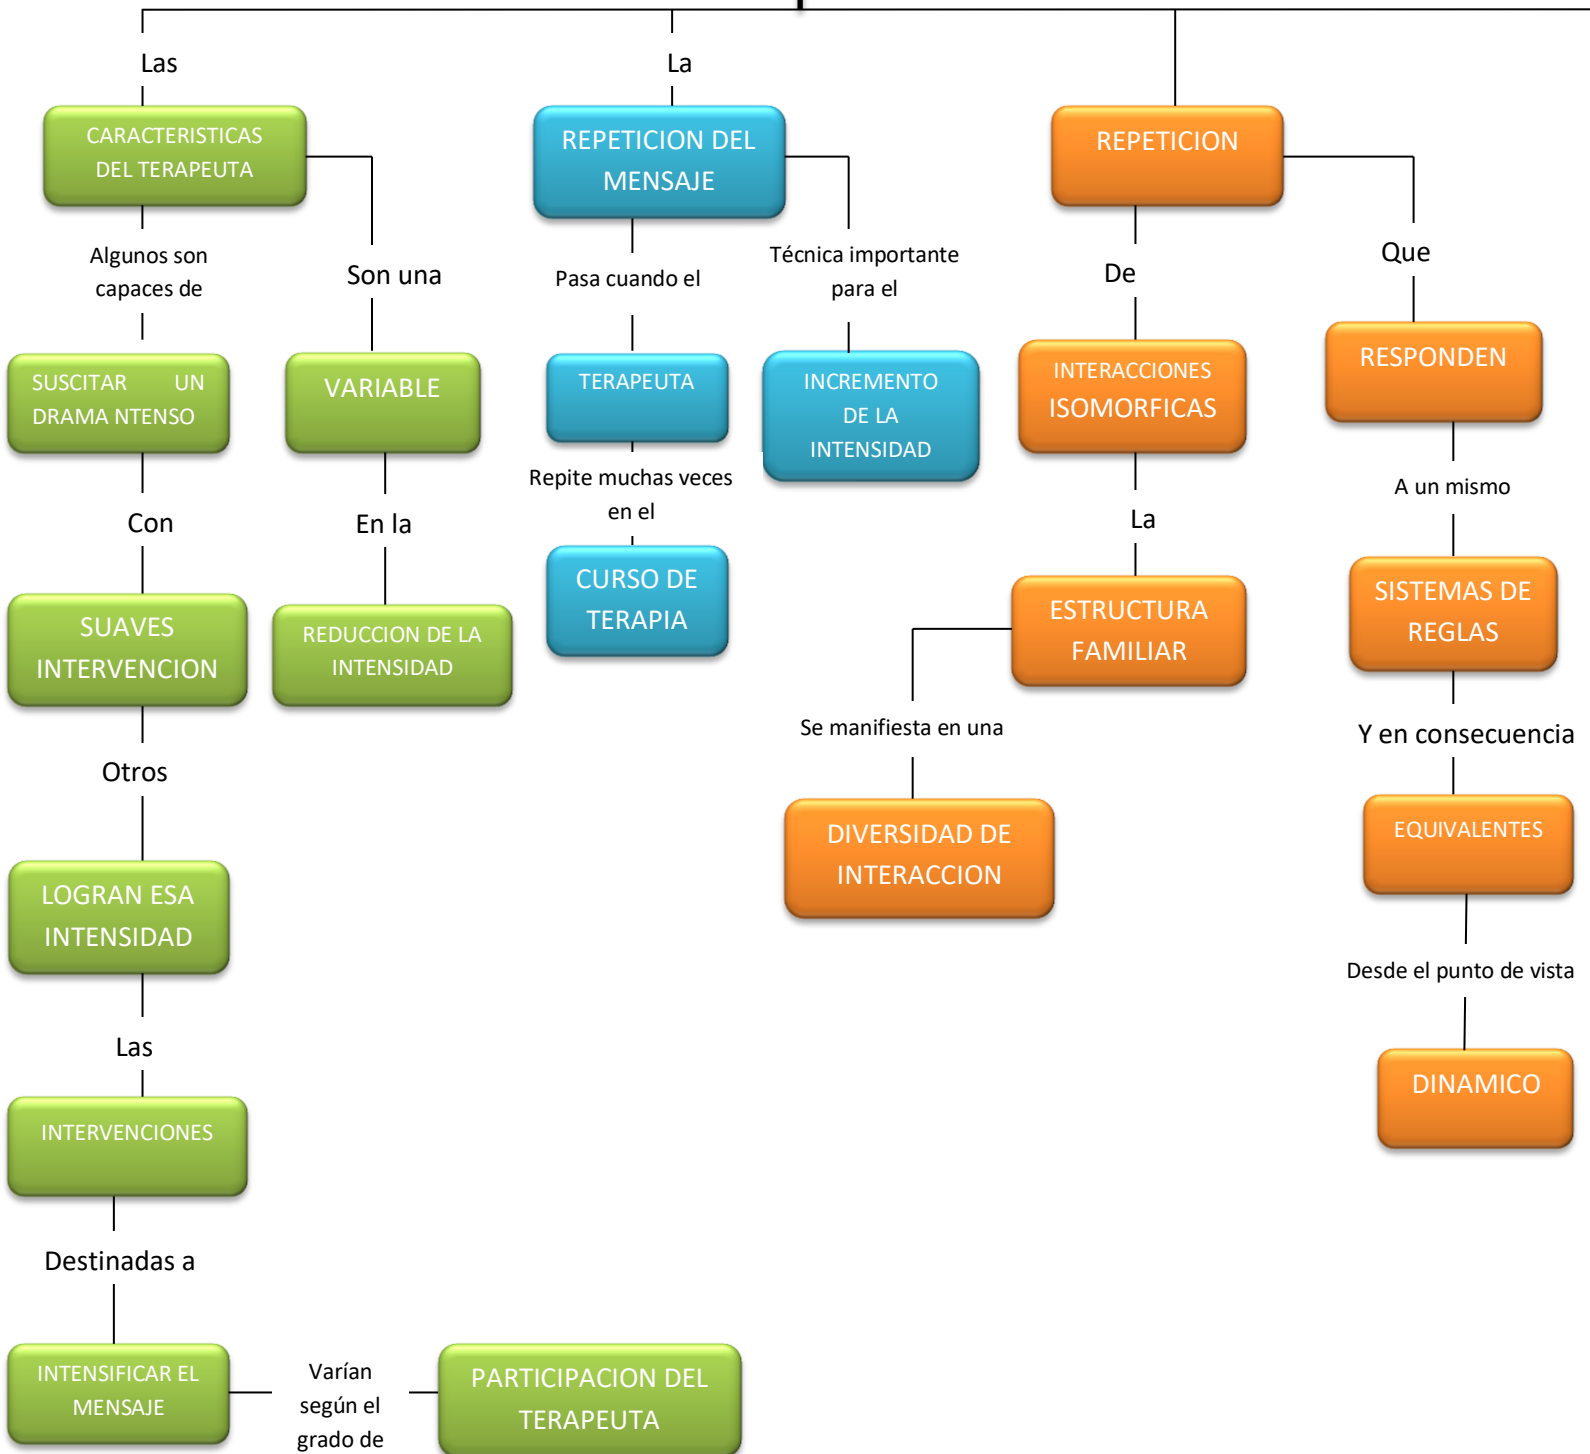 Las
CARACTERISTICAS
DEL TERAPEUTA
Algunos son
capaces de
SUSCITAR UN
DRAMA NTENSO
Con
SUAVES
INTERVENCION
Otros
LOGRAN ESA
INTENSIDAD
Las
INTERVENCIONES
Destinadas a
INTENSIFICAR EL
MENSAJE
Varían
según el
grado de
PARTICIPACION DEL
TERAPEUTA
Son una
VARIABLE
En la
REDUCCION DE LA
INTENSIDAD
La
REPETICION DEL
MENSAJE
Pasa cuando el
TERAPEUTA
Repite muchas veces
en el
CURSO DE
TERAPIA
Técnica importante
para el
INCREMENTO
DE LA
INTENSIDAD
REPETICION
De
INTERACCIONES
ISOMORFICAS
La
ESTRUCTURA
FAMILIAR
Se manifiesta en una
DIVERSIDAD DE
INTERACCION
Que
RESPONDEN
A un mismo
SISTEMAS DE
REGLAS
Y en consecuencia
EQUIVALENTES
Desde el punto de vista
DINAMICO